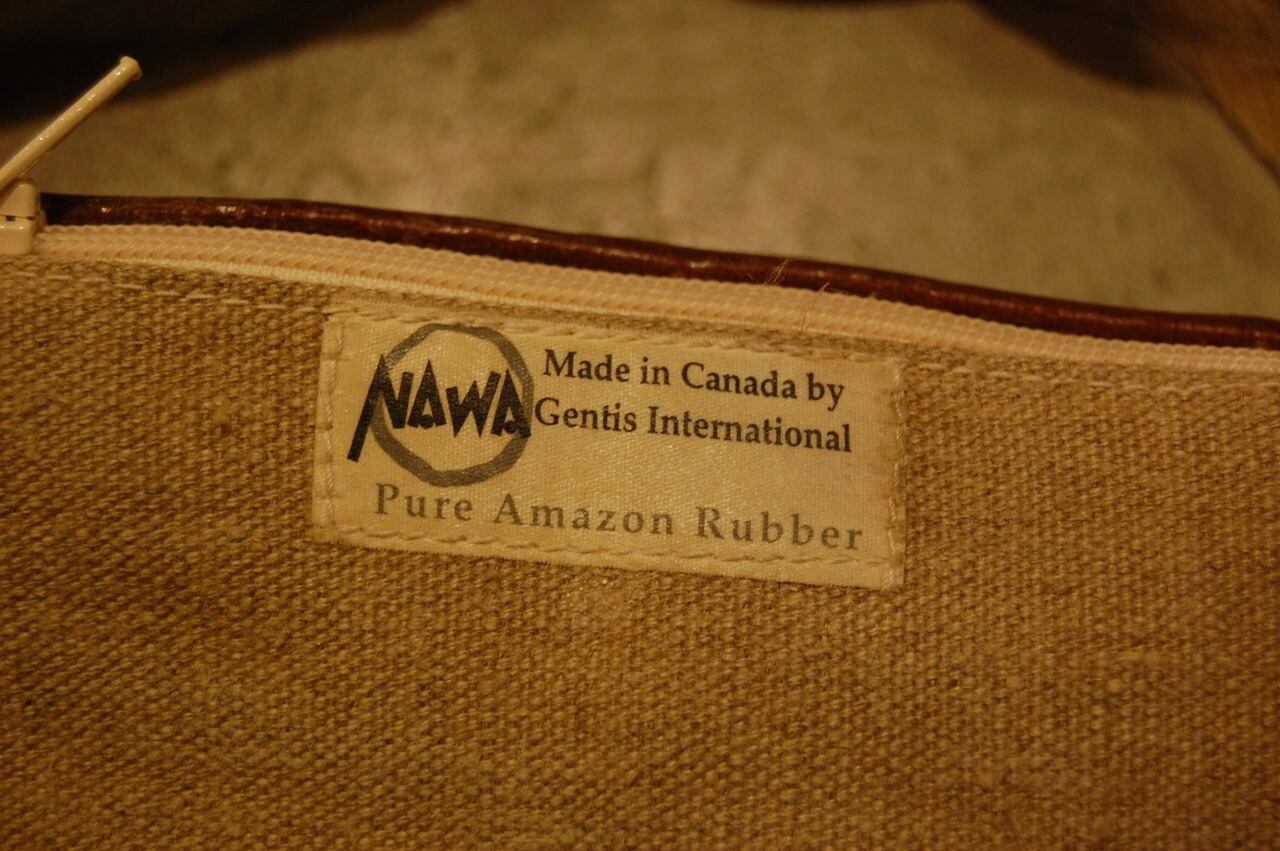 NAWA
Made in Canada by
Gentis International
Pure Amazon Rubber